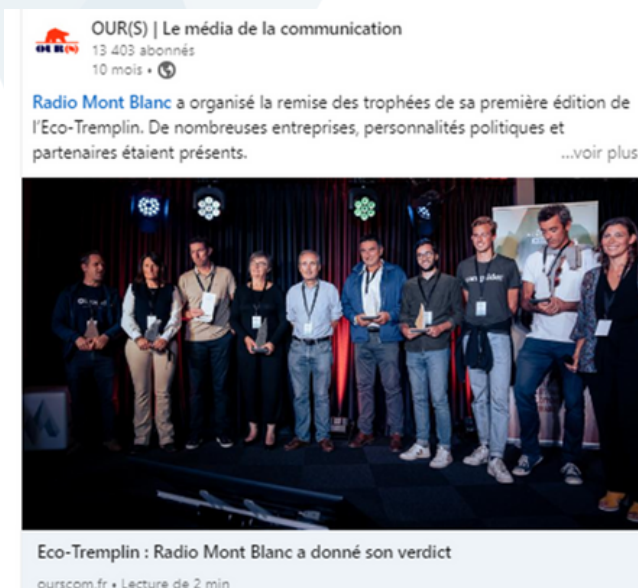 OUR(S) | Le média de la communication
OUR(S)
13 403 abonnés
10 mois •
Radio Mont Blanc a organisé la remise des trophées de sa première édition de
l'Eco-Tremplin. De nombreuses entreprises, personnalités politiques et
partenaires étaient présents. ...voir plus
Eco-Tremplin : Radio Mont Blanc a donné son verdict
ourscom.fr • Lecture de 2 min